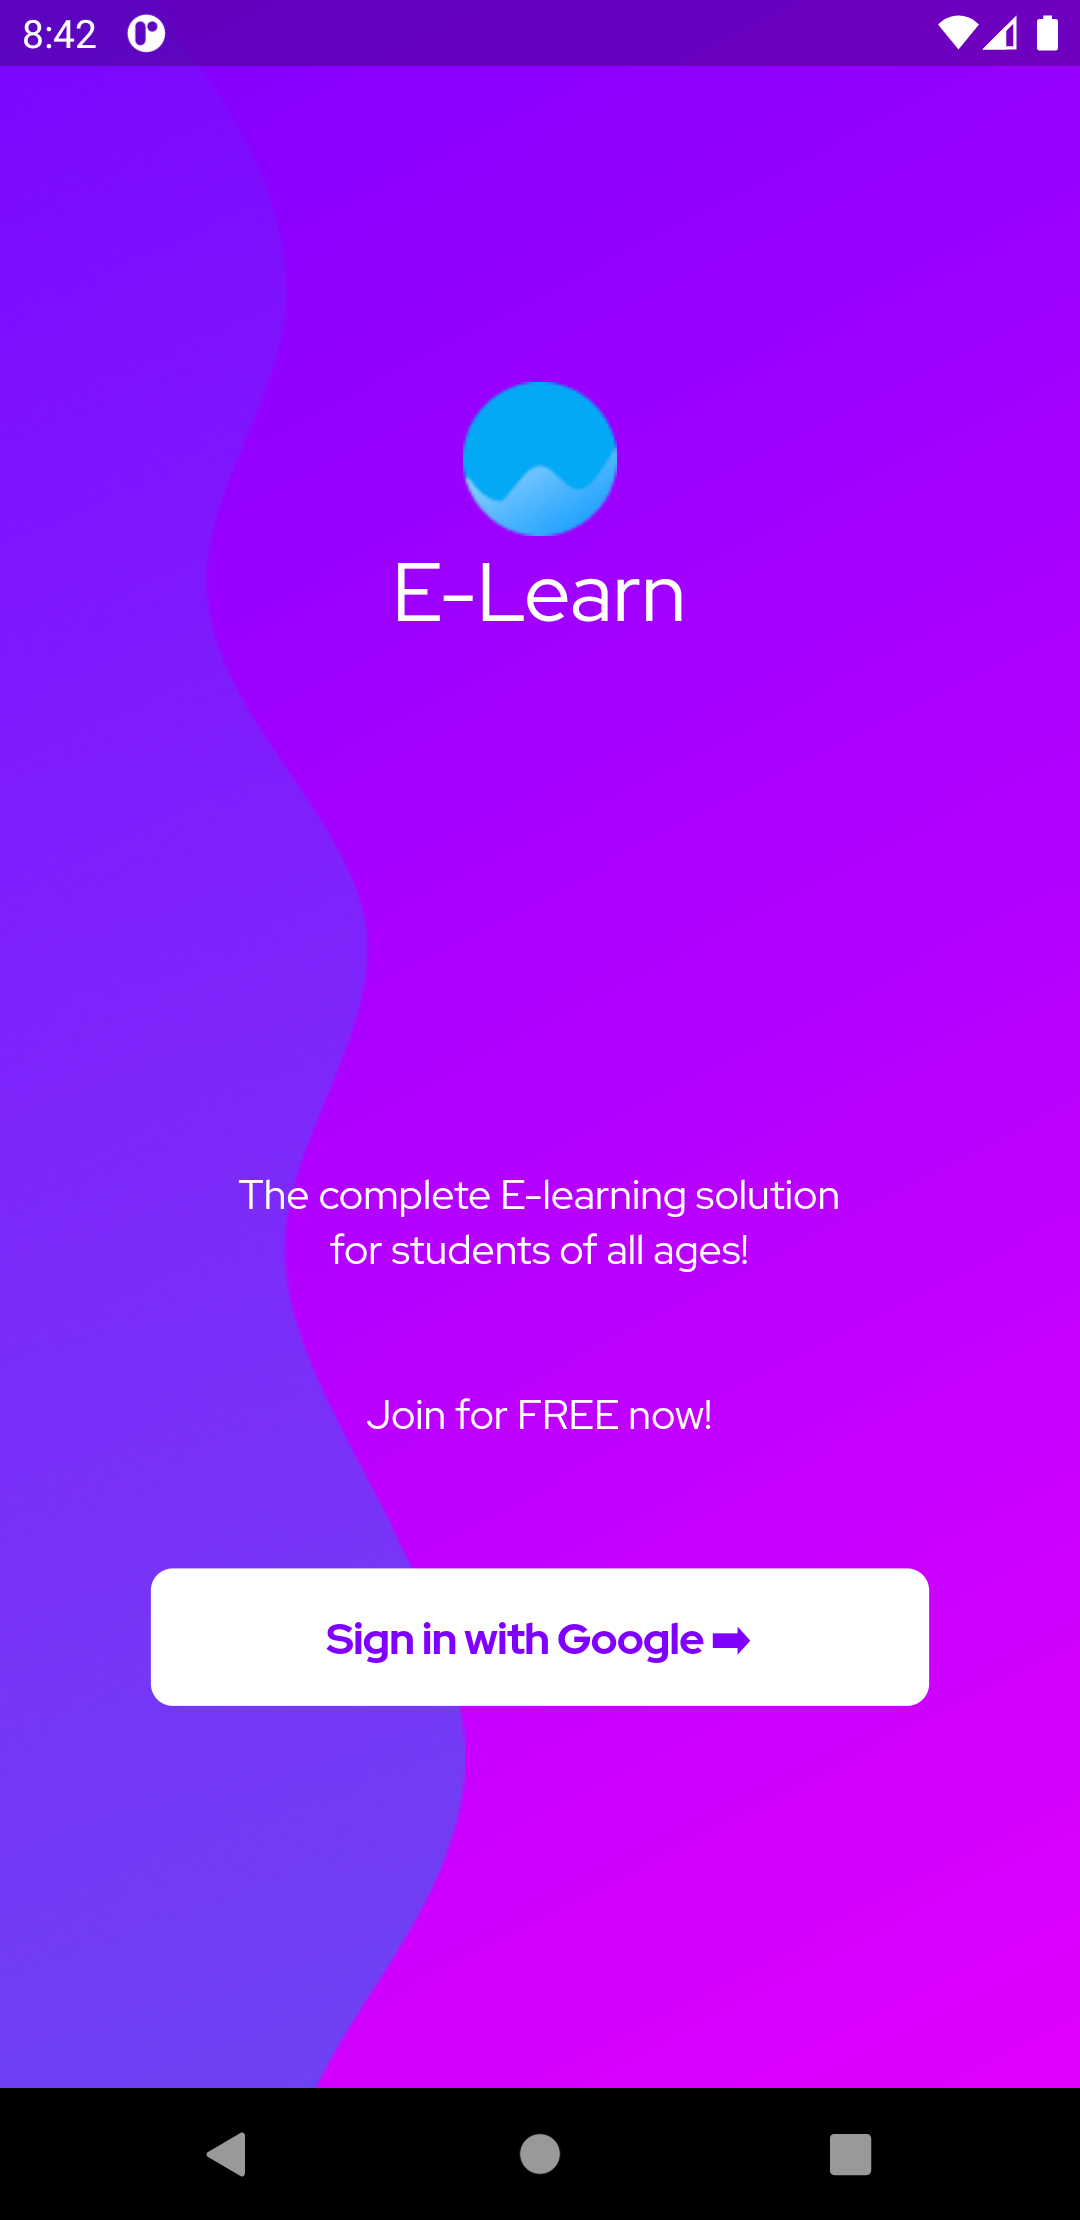 8:42
E-Learn
The complete E-learning solution
for students of all ages!
Join for FREE now!
Sign in with Google ➡